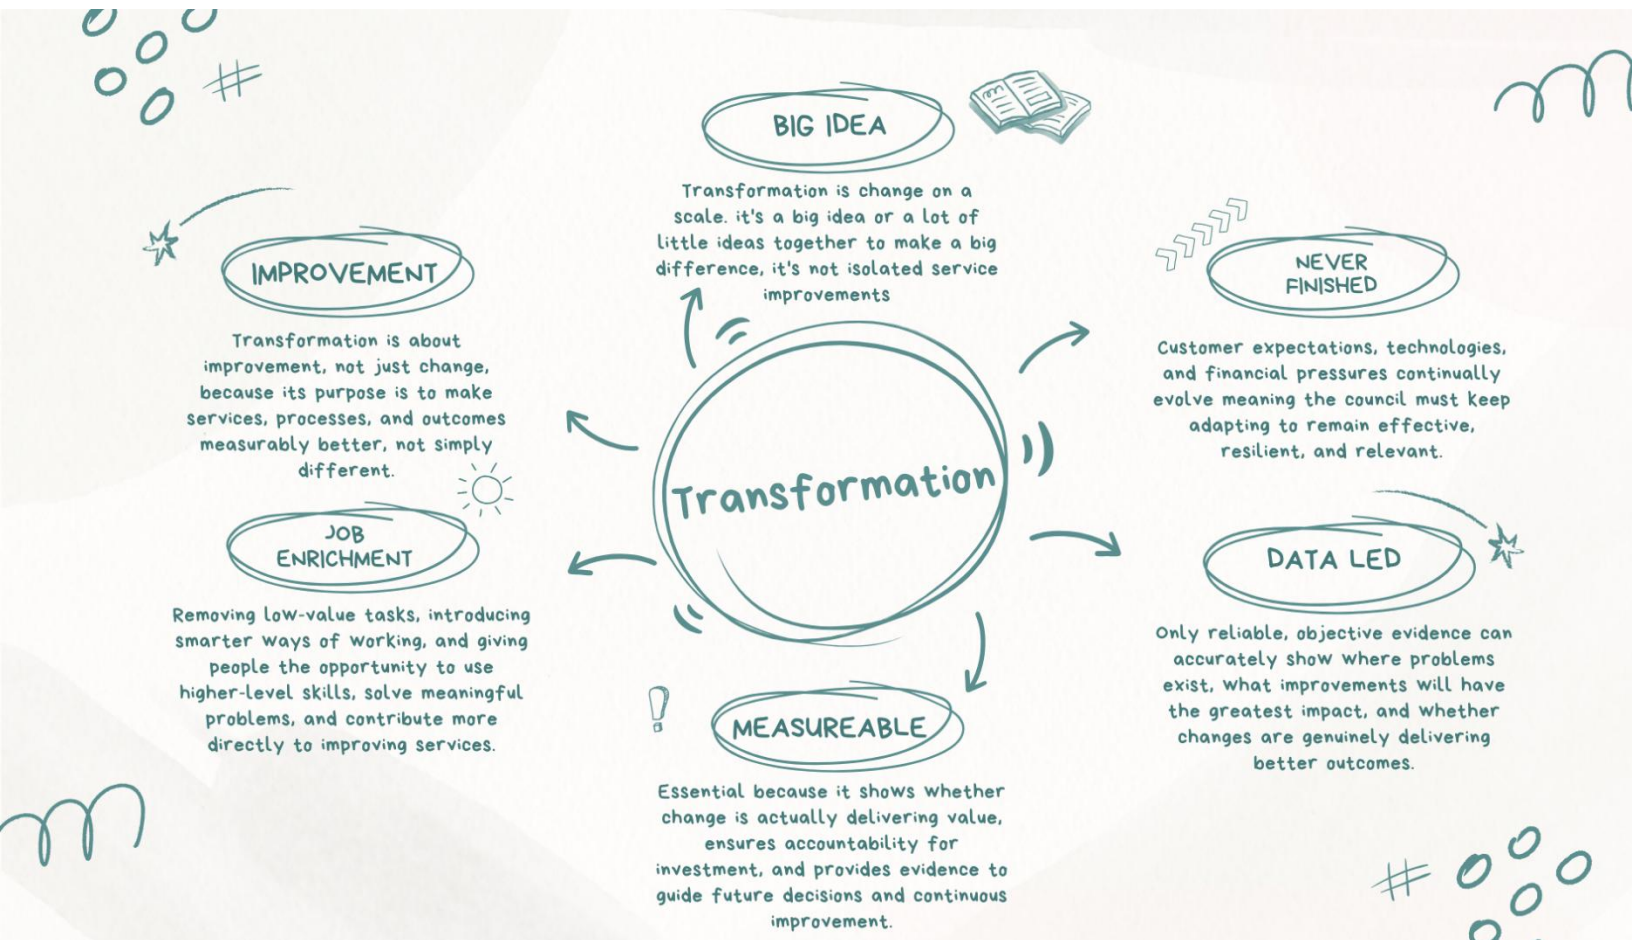 BIG IDEA
Transformation is change on a
scale. it's a big idea or a lot of
little ideas together to make a big
difference, it's not isolated service
improvements
IMPROVEMENT
Transformation is about
improvement, not just change,
because its purpose is to make
services, processes, and outcomes
measurably better, not simply
different.
NEVER
FINISHED
Customer expectations, technologies,
and financial pressures continually
evolve meaning the council must keep
adapting to remain effective,
resilient, and relevant.
Transformation
JOB
ENRICHMENT
Removing low-value tasks, introducing
smarter ways of working, and giving
people the opportunity to use
higher-level skills, solve meaningful
problems, and contribute more
directly to improving services.
DATA LED
Only reliable, objective evidence can
accurately show where problems
exist, what improvements will have
the greatest impact, and whether
changes are genuinely delivering
better outcomes.
MEASUREABLE
Essential because it shows whether
change is actually delivering value,
ensures accountability for
investment, and provides evidence to
guide future decisions and continuous
improvement.